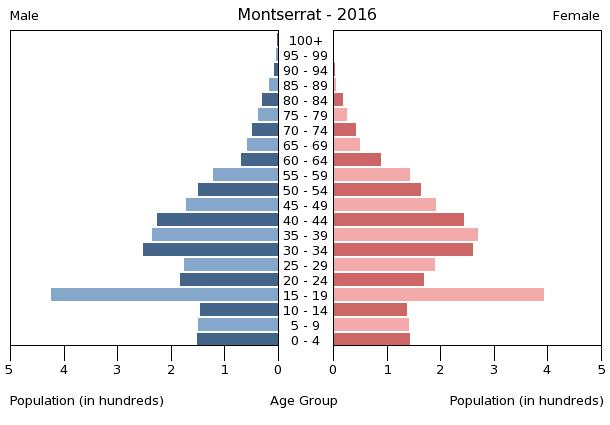 Montserrat - 2016
Male
Female
100+
95 - 99
90 - 94
85 - 89
80 - 84
75 - 79
70 - 74
65 - 69
60 - 64
55 - 59
50 - 54
45 - 49
40 - 44
35 - 39
30 - 34
25 - 29
20 - 24
15 - 19
10 - 14
5 - 9
0 - 4
5 4 3 2 1 0 0 1 2 3 4 5
Population (in hundreds) Age Group Population (in hundreds)